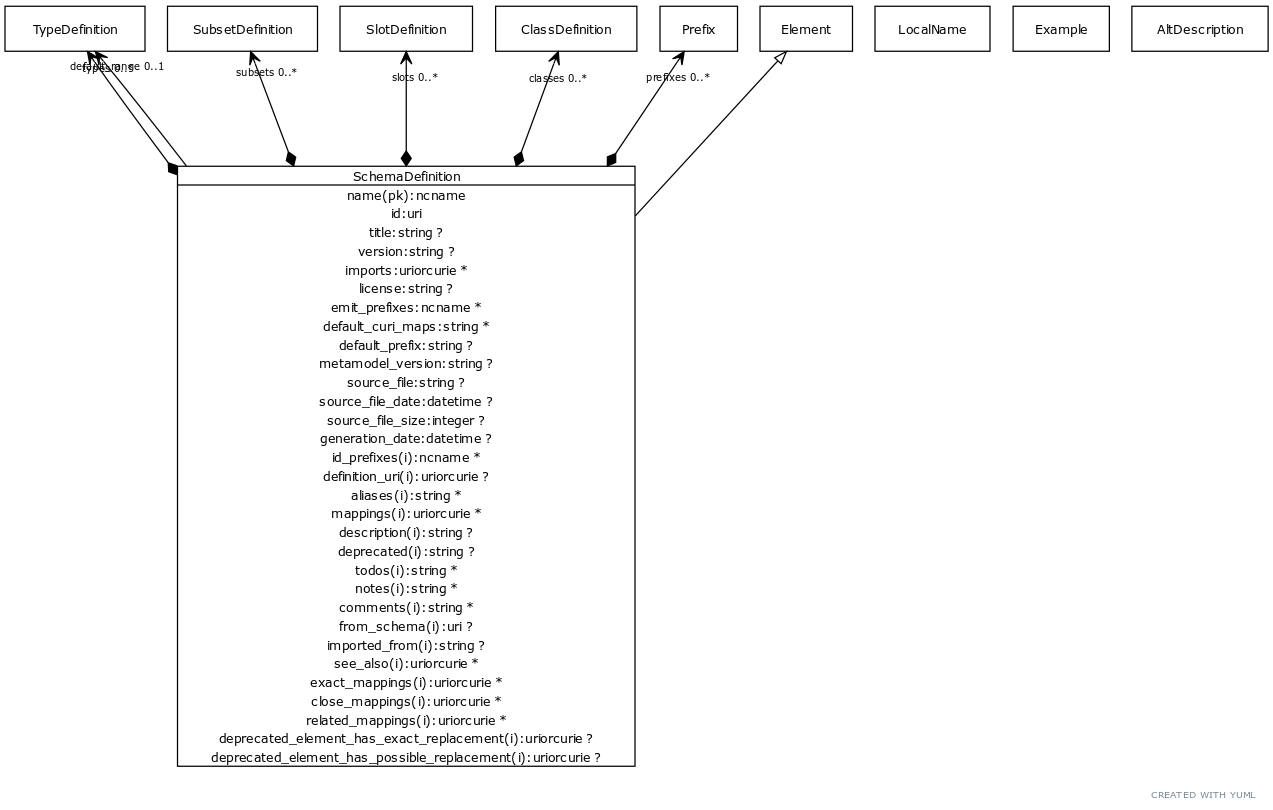 TypeDefinition
SubsetDefinition
SlotDefinition
ClassDefinition
Prefix
Element
LocalName
Example
AltDescription
default_range 0..1
types 0..*
subsets 0..*
slots 0..*
classes 0..*
prefixes 0..*
SchemaDefinition
name(pk):ncname
id:uri
title:string ?
version:string ?
imports:uriorcurie *
license:string ?
emit_prefixes:ncname *
default_curi_maps:string *
default_prefix:string ?
metamodel_version:string ?
source_file:string ?
source_file_date:datetime ?
source_file_size:integer ?
generation_date:datetime ?
id_prefixes(i):ncname *
definition_uri(i):uriorcurie ?
aliases(i):string *
mappings(i):uriorcurie *
description(i):string ?
deprecated(i):string ?
todos(i):string *
notes(i):string *
comments(i):string *
from_schema(i):uri ?
imported_from(i):string ?
see_also(i):uriorcurie *
exact_mappings(i):uriorcurie *
close_mappings(i):uriorcurie *
related_mappings(i):uriorcurie *
deprecated_element_has_exact_replacement(i):uriorcurie ?
deprecated_element_has_possible_replacement(i):uriorcurie ?
CREATED WITH YUML